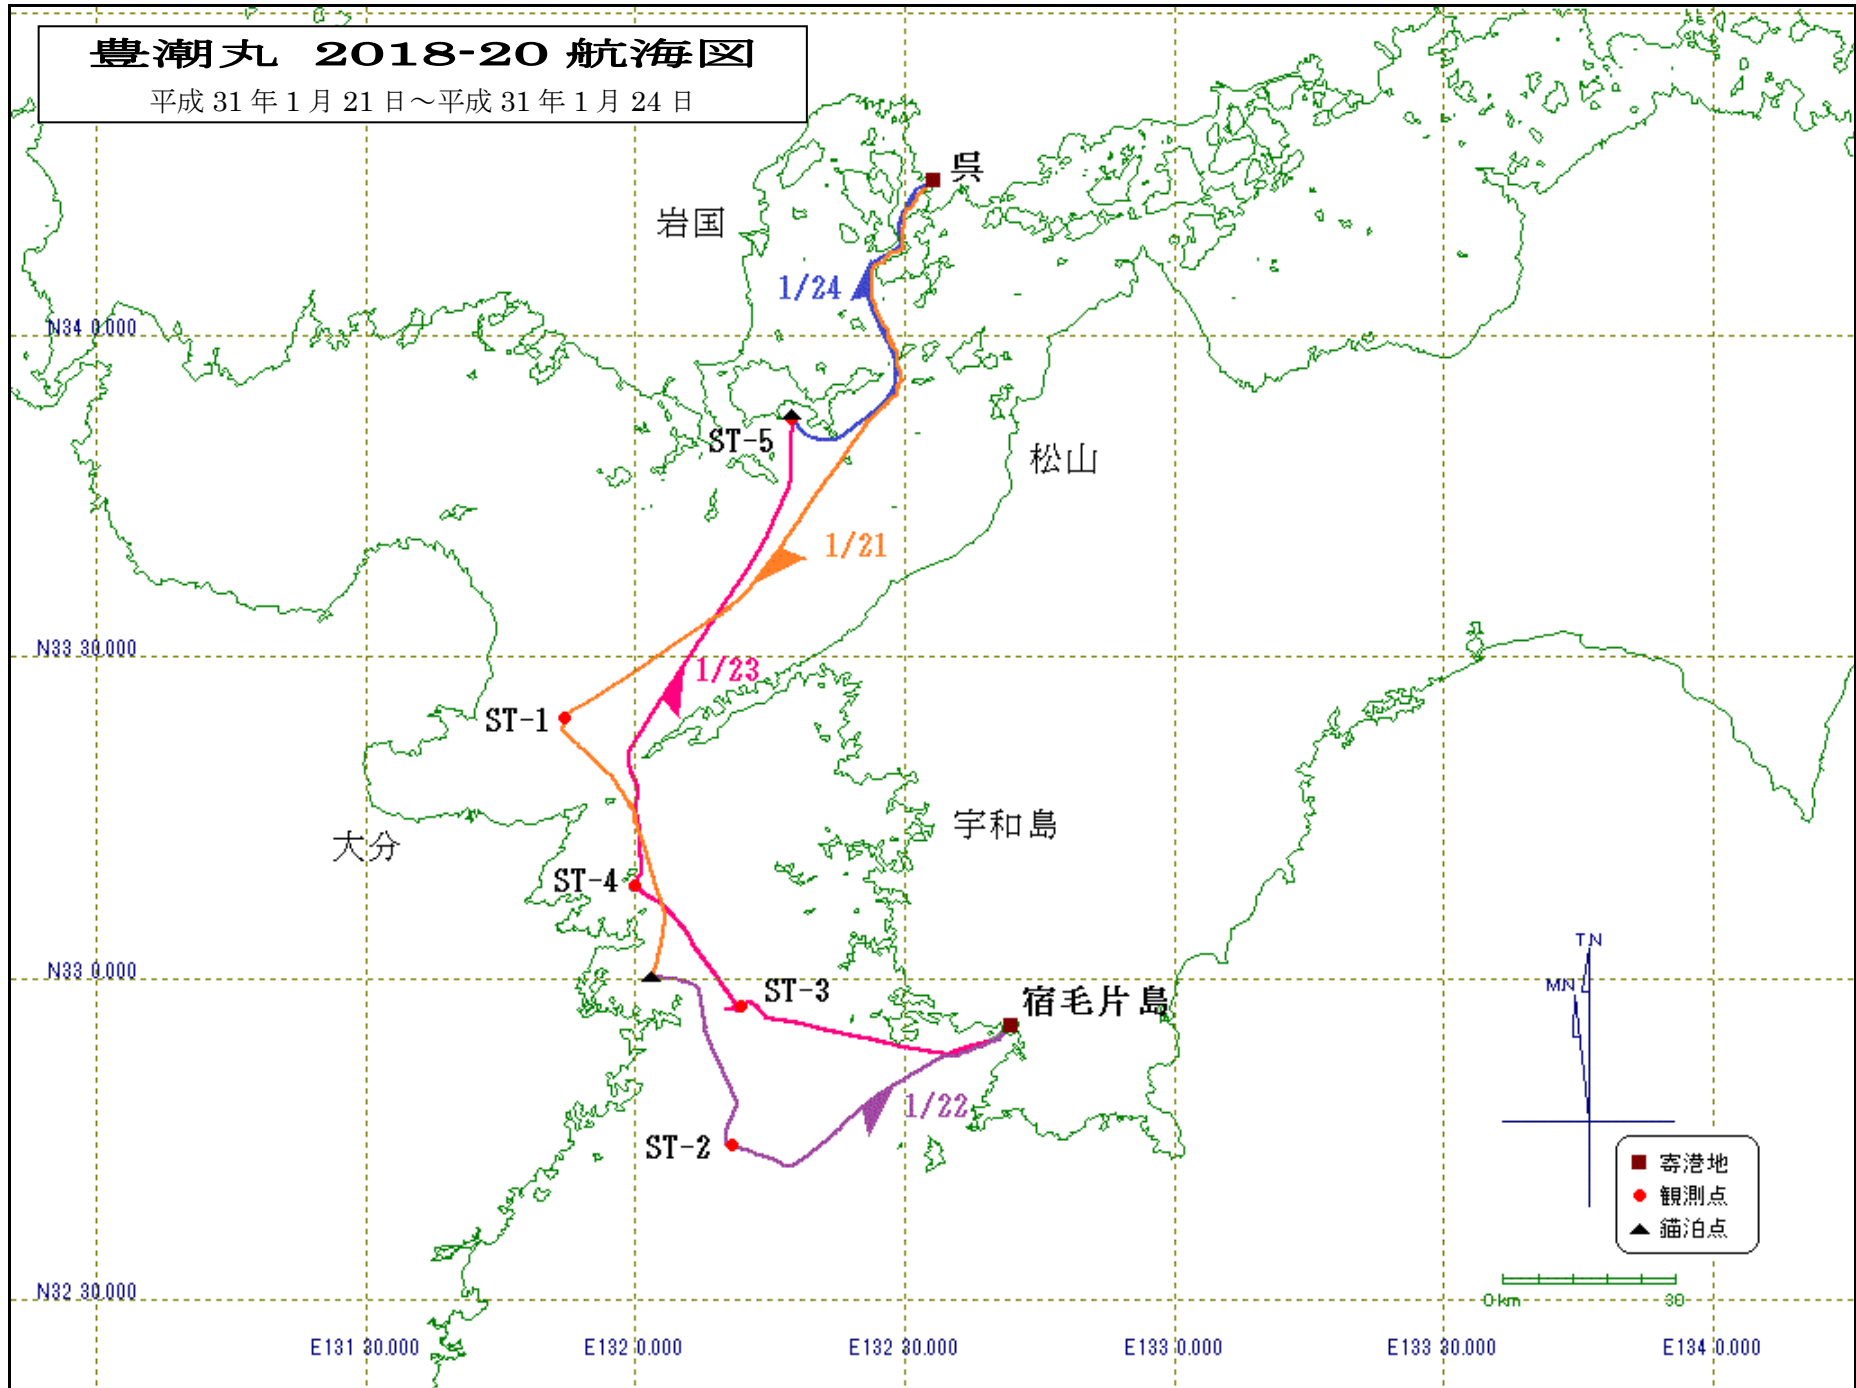 豊潮丸 2018-20 航海図
平成 31 年 1 月 21 日～平成 31 年 1 月 24 日
呉
岩国
1/24
N34 0.000
ST-5
松山
1/21
N33 30.000
1/23
ST-1
宇和島
大分
ST-4
TN
N33 0.000
MN
ST-3
宿毛片島
1/22
ST-2
寄港地
観測点
錨泊点
N32 30.000
0 km 30
E131 30.000 E132 0.000 E132 30.000 E133 0.000 E133 30.000 E134 0.000